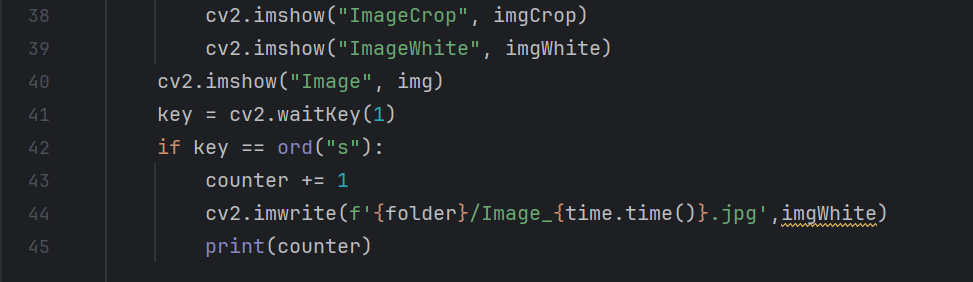 38 cv2.imshow("ImageCrop", imgCrop)
39 cv2.imshow("ImageWhite", imgWhite)
40 cv2.imshow("Image", img)
41 key = cv2.waitKey(1)
42 if key == ord("s"):
43 counter += 1
44 cv2.imwrite(f'{folder}/Image_{time.time()}.jpg',imgWhite)
45 print(counter)